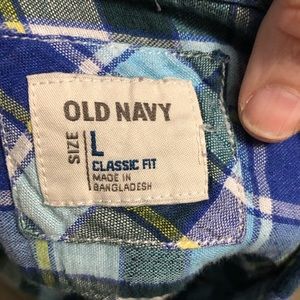 OLD NAVY
SIZE L
CLASSIC FIT
MADE IN
BANGLADESH